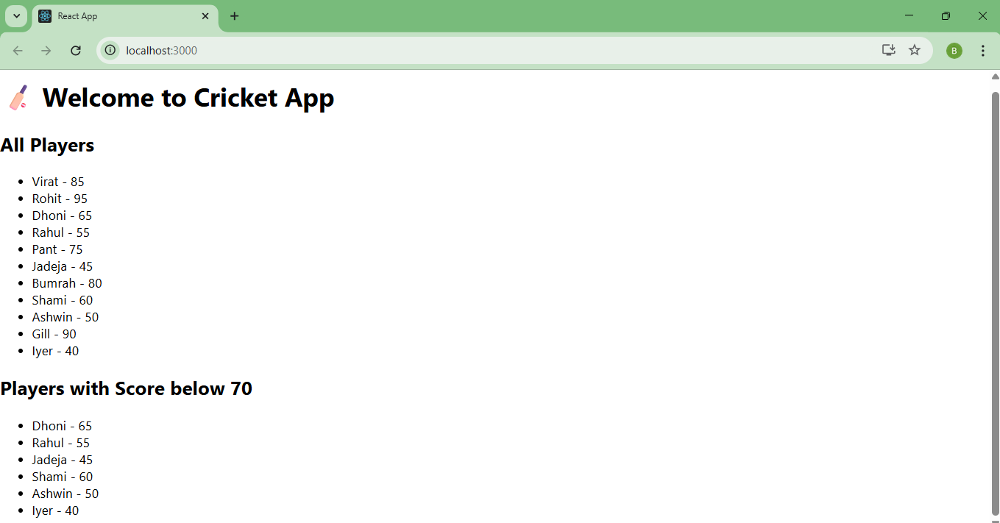 React App
localhost:3000
B
Welcome to Cricket App
All Players
Virat - 85
Rohit - 95
Dhoni - 65
Rahul - 55
Pant - 75
Jadeja - 45
Bumrah - 80
Shami - 60
Ashwin - 50
Gill - 90
Iyer - 40
Players with Score below 70
Dhoni - 65
Rahul - 55
Jadeja - 45
Shami - 60
Ashwin - 50
Iyer - 40